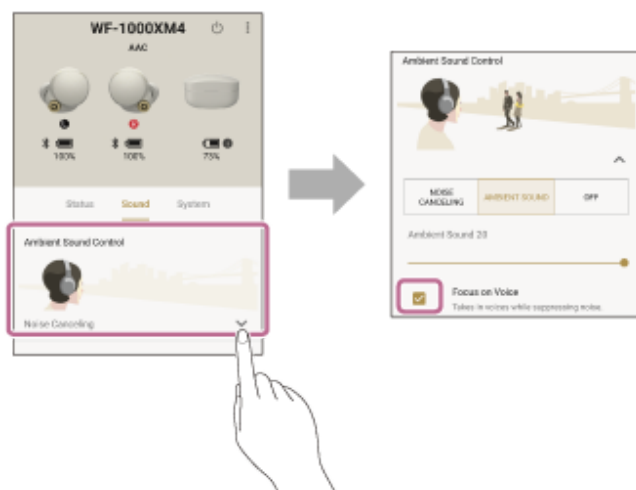 WF-1000XM4
AAC
100%
100%
73%
Status Sound System
Ambient Sound Control
Noise Canceling
Ambient Sound Control
NOISE CANCELING
AMBIENT SOUND
OFF
Ambient Sound 20
Focus on Voice
Takes in voices while suppressing noise.